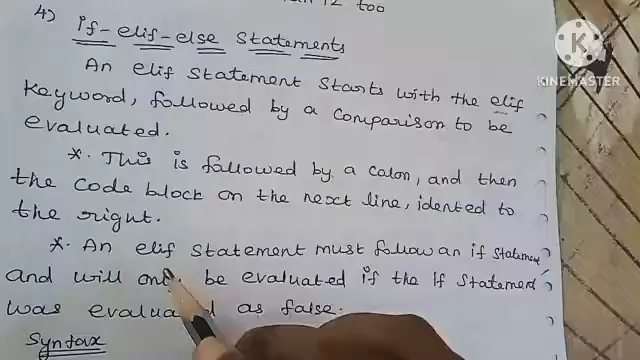 than 12 too
4) if-elif-else Statements
An elif Statement Starts with the elif
Keyword, followed by a comparison to be
evaluated.
*. This is followed by a colon, and then
the code block on the next line, idented to
the right.
*. An elif Statement must follow an if statement
and will be evaluated if the if Statement
was evaluated as false.
Syntax
K
KINEMASTER